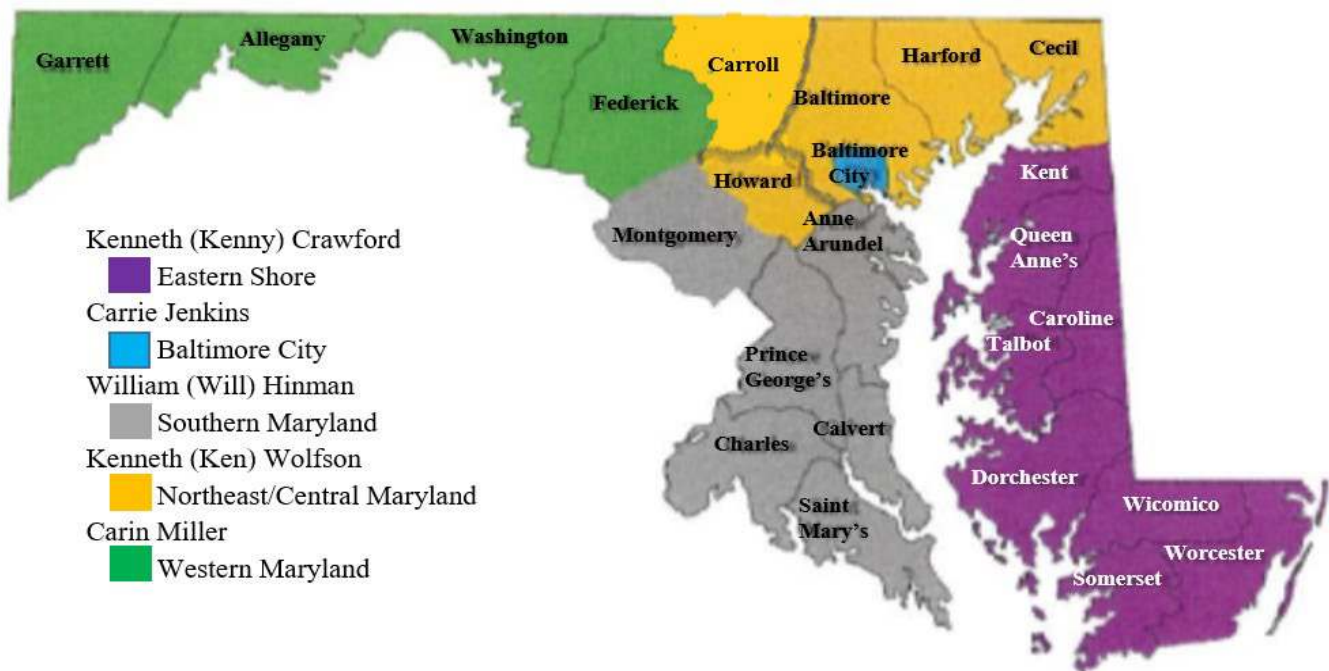 Garrett
Allegany
Washington
Federick
Carroll
Baltimore
Harford
Cecil
Baltimore
City
Howard
Montgomery
Anne
Arundel
Prince
George's
Charles
Calvert
Saint
Mary's
Kent
Queen
Anne's
Caroline
Talbot
Dorchester
Wicomico
Worcester
Somerset
Kenneth (Kenny) Crawford
Eastern Shore
Carrie Jenkins
Baltimore City
William (Will) Hinman
Southern Maryland
Kenneth (Ken) Wolfson
Northeast/Central Maryland
Carin Miller
Western Maryland